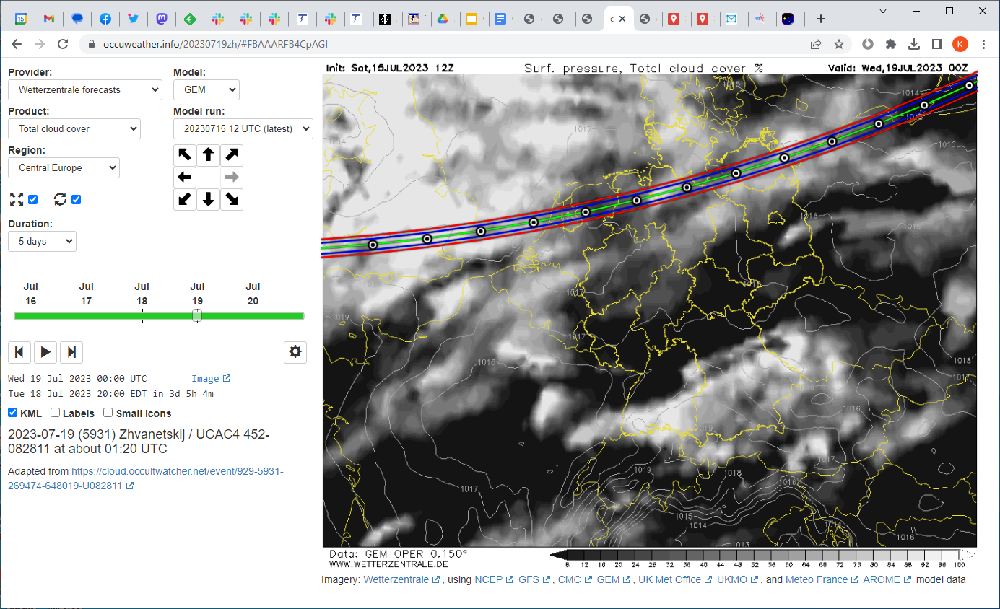 occuweather.info/20230719zh/#FBAAARFB4CpAGI
K
Provider:
Model:
Wetterzentrale forecasts
GEM
Product:
Model run:
Total cloud cover
20230715 12 UTC (latest)
Region:
Central Europe
Duration:
5 days
Jul Jul Jul Jul Jul
16 17 18 19 20
Wed 19 Jul 2023 00:00 UTC Image
Tue 18 Jul 2023 20:00 EDT in 3d 5h 4m
KML Labels Small icons
2023-07-19 (5931) Zhvanetskij / UCAC4 452-
082811 at about 01:20 UTC
Adapted from https://cloud.occultwatcher.net/event/929-5931-
269474-648019-U082811
Init: Sat,15JUL2023 12Z Surf. pressure, Total cloud cover % Valid: Wed,19JUL2023 00Z
1015
1014
1017
1014
1016
1016
1016
1016
1017
1019
1017
1016
1018
1017
1016
1016
1019
1017
1019
1018
1016
1017
1015
1014
1014
1016
1013
Data: GEM OPER 0.150°
WWW.WETTERZENTRALE.DE
8 12 16 20 24 28 32 36 40 44 48 52 56 60 64 68 72 76 80 84 88 92 96 100
Imagery: Wetterzentrale, using NCEP GFS, CMC GEM, UK Met Office UKMO, and Meteo France AROME model data